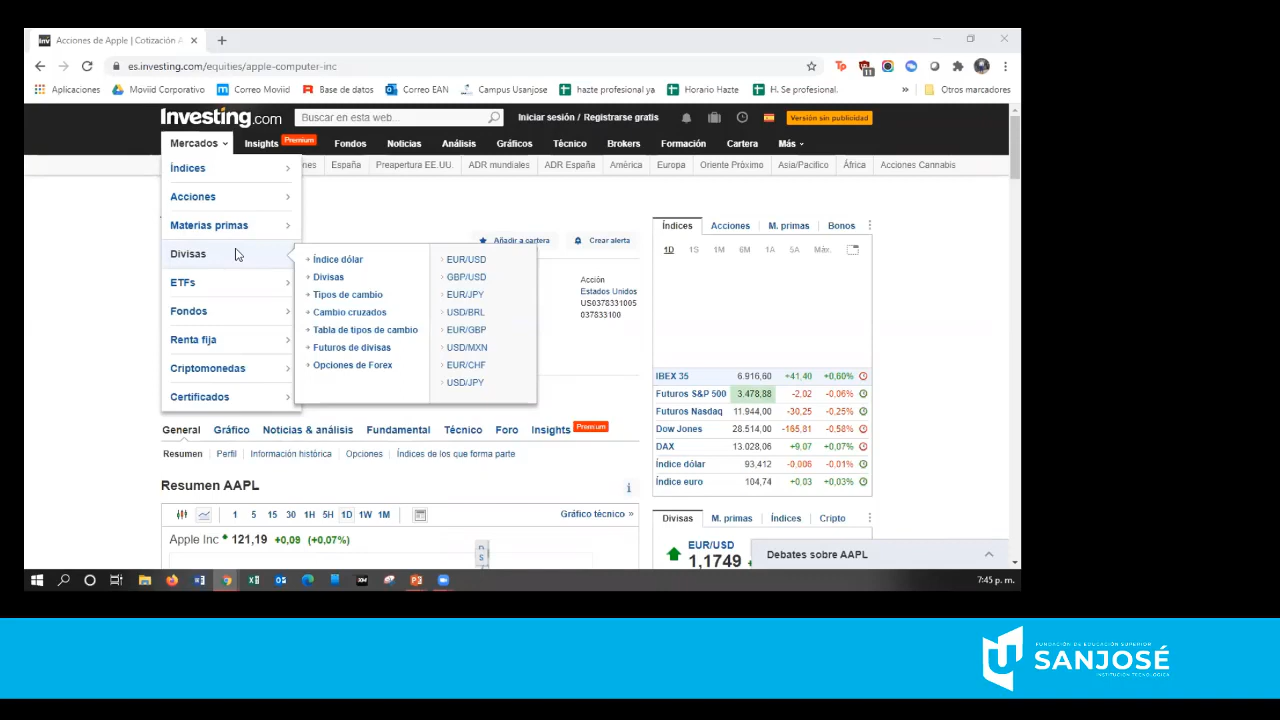 Inv Acciones de Apple | Cotización A
es.investing.com/equities/apple-computer-inc
Tp
11
Aplicaciones
Moviid Corporativo
Correo Moviid
Base de datos
Correo EAN
Campus Usanjose
hazte profesional ya
Horario Hazte
H. Se profesional.
»
Otros marcadores
Investing.com
Buscar en esta web...
Iniciar sesión / Registrarse gratis
Versión sin publicidad
Mercados
Insights
Premium
Fondos
Noticias
Análisis
Gráficos
Técnico
Brokers
Formación
Cartera
Más
España
Preapertura EE.UU.
ADR mundiales
ADR España
América
Europa
Oriente Próximo
Asia/Pacífico
África
Acciones Cannabis
Índices
Acciones
Materias primas
Divisas
ETFs
Fondos
Renta fija
Criptomonedas
Certificados
Índice dólar
Divisas
Tipos de cambio
Cambio cruzados
Tabla de tipos de cambio
Futuros de divisas
Opciones de Forex
EUR/USD
GBP/USD
EUR/JPY
USD/BRL
EUR/GBP
USD/MXN
EUR/CHF
USD/JPY
Añadir a cartera
Crear alerta
Acción
Estados Unidos
US0378331005
037833100
Índices Acciones M. primas Bonos
1D 1S 1M 6M 1A 5A Máx.
IBEX 35 6.916,60 +41,40 +0,60%
Futuros S&P 500 3.478,88 -2,02 -0,06%
Futuros Nasdaq 11.944,00 -30,25 -0,25%
Dow Jones 28.514,00 -165,81 -0,58%
DAX 13.028,06 +9,07 +0,07%
Índice dólar 93,412 -0,006 -0,01%
Índice euro 104,74 +0,03 +0,03%
General Gráfico Noticias & análisis Fundamental Técnico Foro Insights Premium
Resumen Perfil Información histórica Opciones Índices de los que forma parte
Resumen AAPL
1 5 15 30 1H 5H 1D 1W 1M
Gráfico técnico »
Apple Inc 121,19 +0,09 (+0,07%)
Divisas M. primas Índices Cripto
EUR/USD
1,1749
Debates sobre AAPL
7:45 p. m.
FUNDACIÓN DE EDUCACIÓN SUPERIOR
SANJOSÉ
INSTITUCIÓN TECNOLÓGICA